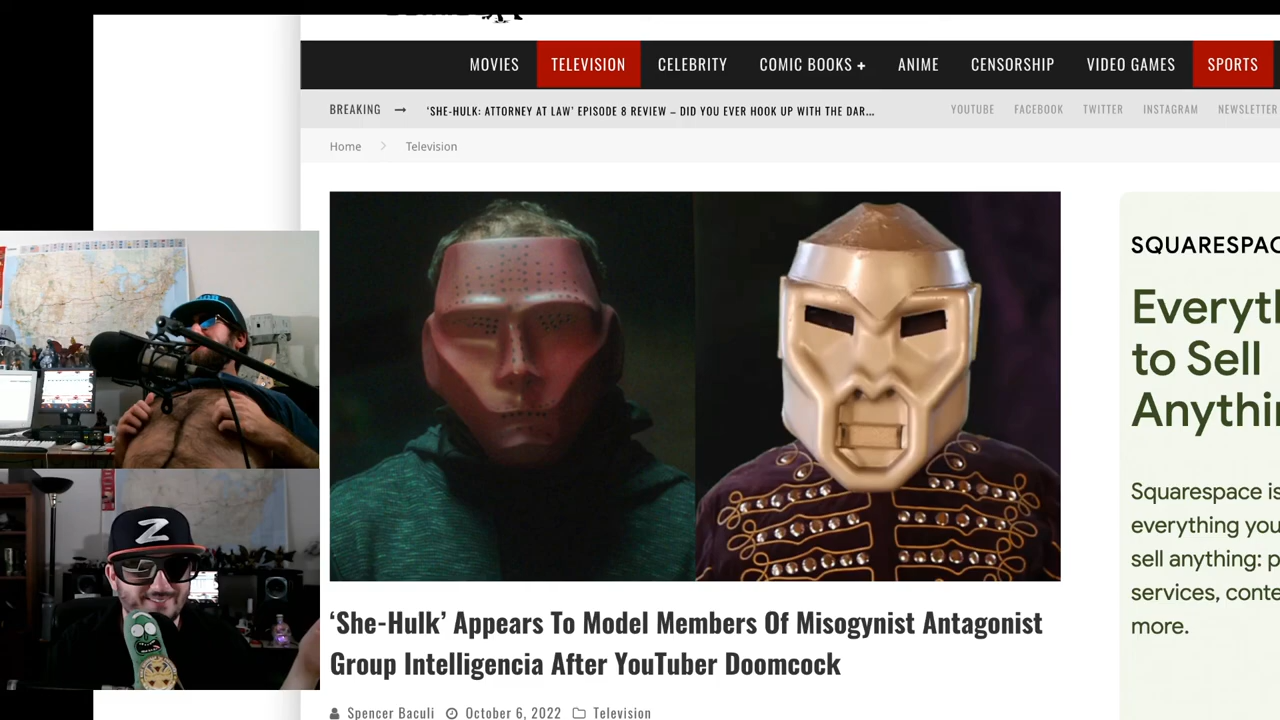 MOVIES TELEVISION CELEBRITY COMIC BOOKS + ANIME CENSORSHIP VIDEO GAMES SPORTS
BREAKING → ‘SHE-HULK: ATTORNEY AT LAW’ EPISODE 8 REVIEW – DID YOU EVER HOOK UP WITH THE DAR... YOUTUBE FACEBOOK TWITTER INSTAGRAM NEWSLETTER
Home > Television
SQUARESPAC
Everyth
to Sell
Anythin
Squarespace is
everything you
sell anything: p
services, conte
more.
Z
‘She-Hulk’ Appears To Model Members Of Misogynist Antagonist
Group Intelligencia After YouTuber Doomcock
Spencer Baculi October 6, 2022 Television